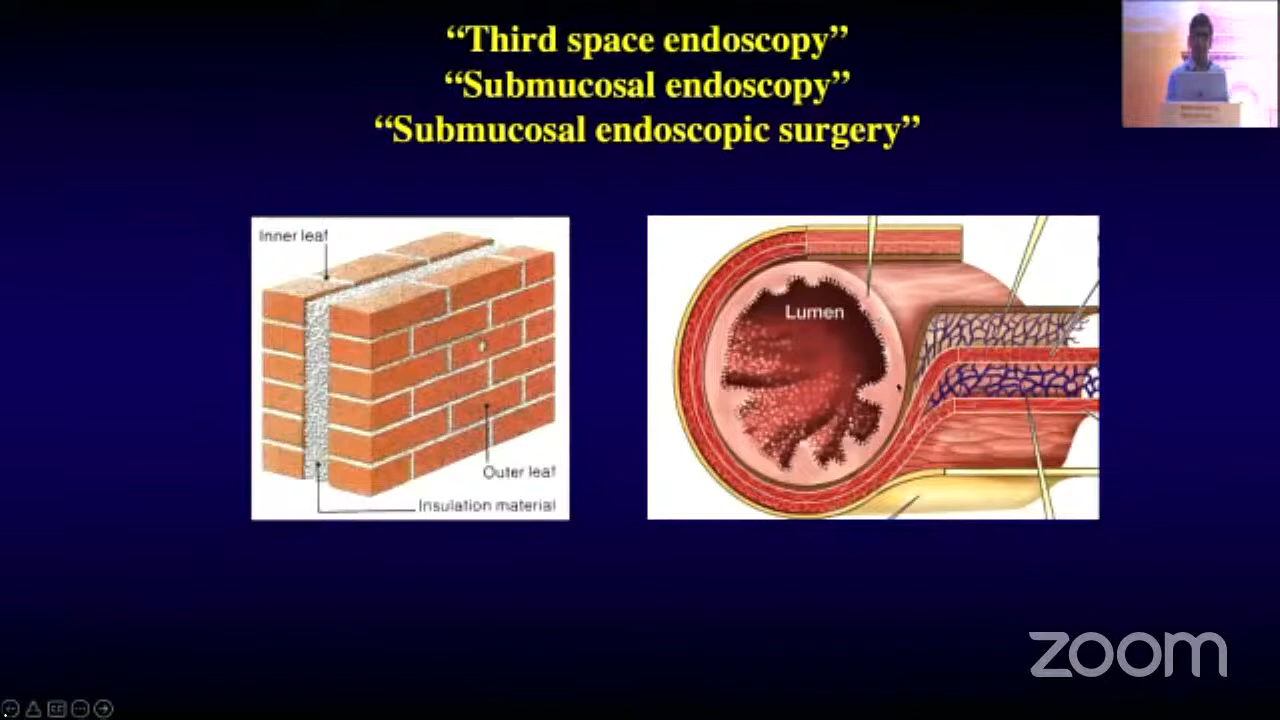 “Third space endoscopy”
“Submucosal endoscopy”
“Submucosal endoscopic surgery”
Inner leaf
Lumen
Outer leaf
Insulation material
zoom